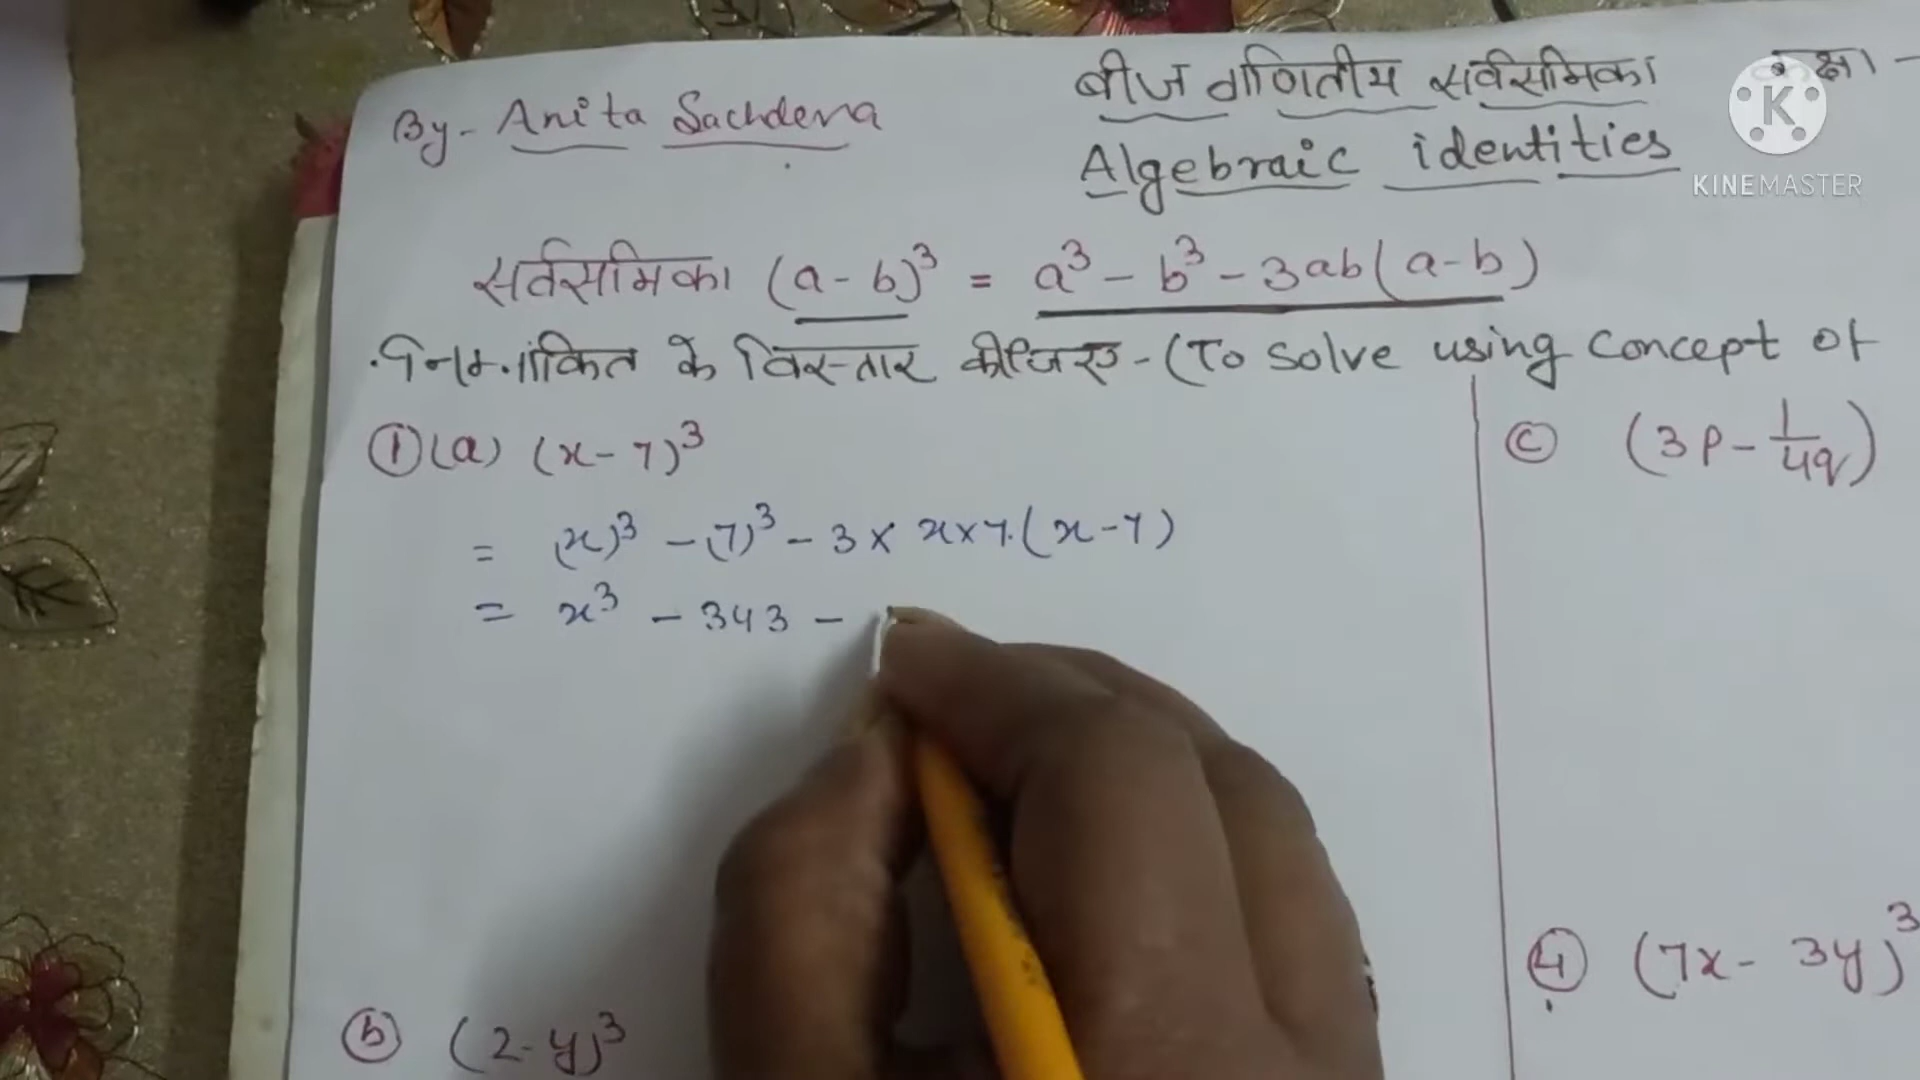 By- Anita Sachdeva
बीज गणितीय सर्वसमिका
Algebraic identities
KINEMASTER
सर्वसमिका (a - b)³ = a³ - b³ - 3ab(a-b)
निम्नांकित के विस्तार कीजिए - (To solve using concept of
① (a) (x - 7)³
= (x)³ - (7)³ - 3 × x × 7.(x - 7)
= x³ - 343 -
ⓑ (2 - y)³
ⓒ (3p - 1/4q)
④ (7x - 3y)³